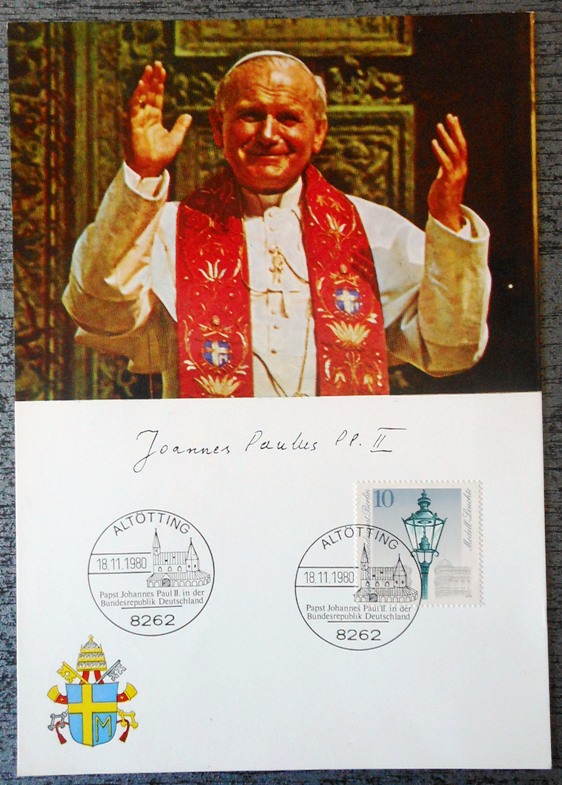 Joannes Paulus PP. II
ALTÖTTING
18.11.1980
Papst Johannes Paul II. in der
Bundesrepublik Deutschland
8262
10
Berlin
Modell-Leuchte
ALTÖTTING
18.11.1980
Papst Johannes Paul II. in der
Bundesrepublik Deutschland
8262
M